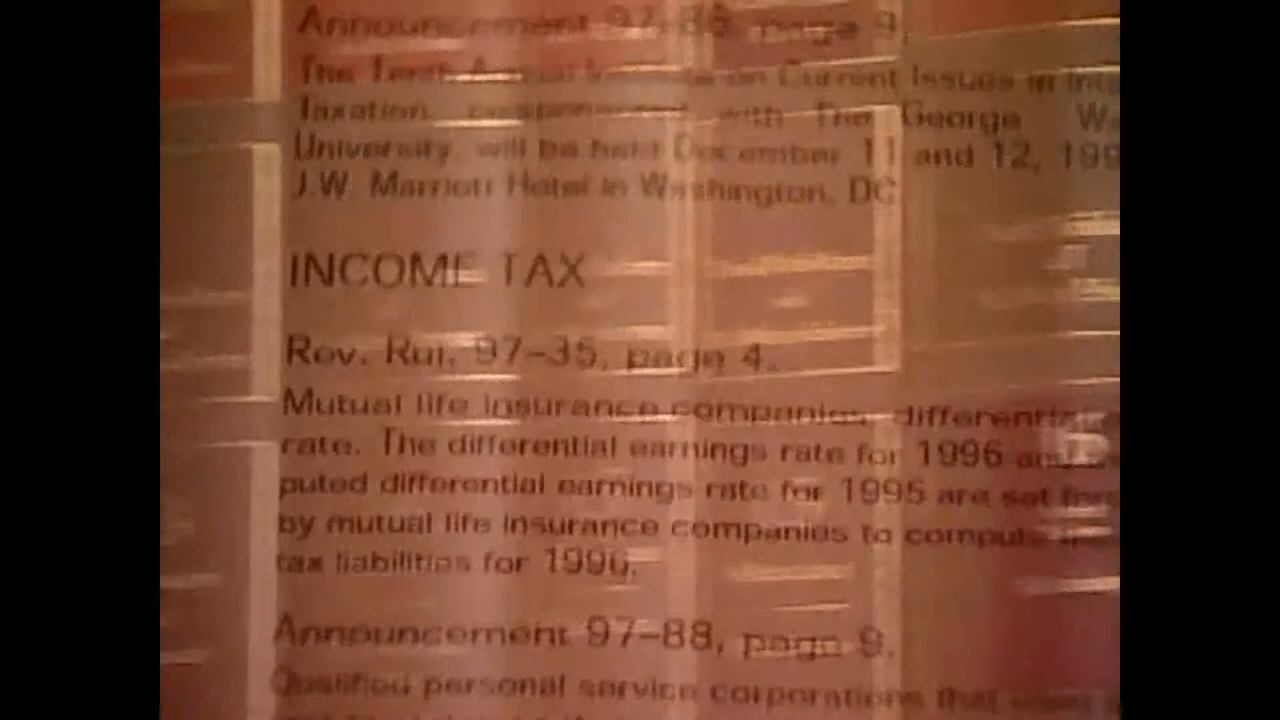 Announcement 97-86, page 9.
The Tenth Annual Institute on Current Issues in
Taxation, cosponsored with The George
University, will be held December 11 and 12, 199
J.W. Marriott Hotel in Washington, DC
INCOME TAX
Rev. Rul. 97–35, page 4.
Mutual life insurance companies; differential
rate. The differential earnings rate for 1996 and
puted differential earnings rate for 1995 are set
by mutual life insurance companies to compute
tax liabilities for 1996.
Announcement 97–88, page 9.
Qualified personal service corporations that